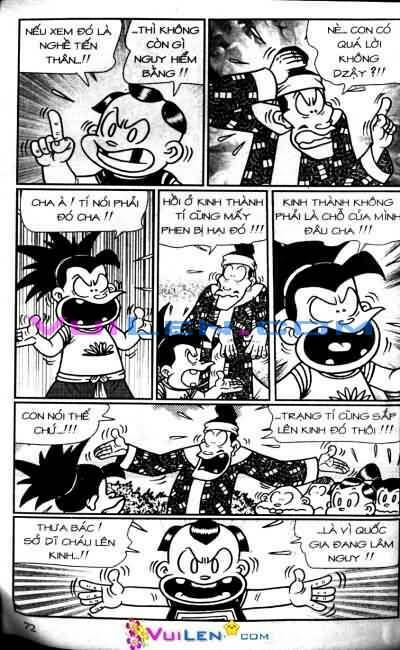 NẾU XEM ĐÓ LÀ
NGHỀ TIẾN
THÂN...!!
...THÌ KHÔNG
CÒN GÌ
NGUY HIỂM
BẰNG !!
NÈ... CON CÓ
QUÁ LỜI
KHÔNG
DZẬY ?!!
CHA À ! TÍ NÓI PHẢI
ĐÓ CHA !!
HỒI Ở KINH THÀNH
TÍ CŨNG MẤY
PHEN BỊ HẠI ĐÓ !!!
KINH THÀNH KHÔNG
PHẢI LÀ CHỖ CỦA MÌNH
ĐÂU CHA !!!
CON NÓI THẾ
CHỨ...!!!
...TRẠNG TÍ CŨNG SẮP
LÊN KINH ĐÓ THÔI !!!
THƯA BÁC !
SỞ DĨ CHÁU LÊN
KINH...!!
...LÀ VÌ QUỐC
GIA ĐANG LÂM
NGUY !!
72
VUILEN.COM
VUILEN.COM